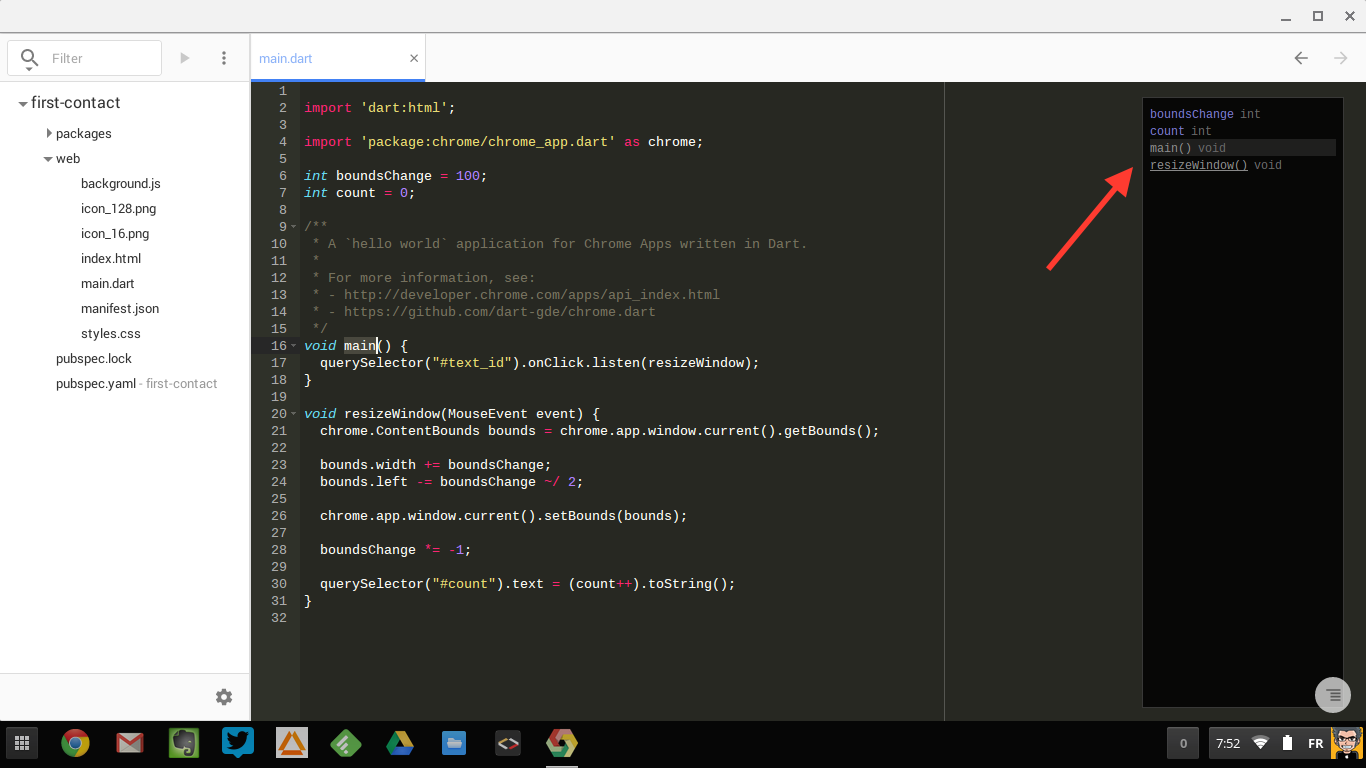 Filter
main.dart
first-contact
packages
web
background.js
icon_128.png
icon_16.png
index.html
main.dart
manifest.json
styles.css
pubspec.lock
pubspec.yaml - first-contact
1
2 import 'dart:html';
3
4 import 'package:chrome/chrome_app.dart' as chrome;
5
6 int boundsChange = 100;
7 int count = 0;
8
9 /**
10  * A `hello world` application for Chrome Apps written in Dart.
11  *
12  * For more information, see:
13  * - http://developer.chrome.com/apps/api_index.html
14  * - https://github.com/dart-gde/chrome.dart
15  */
16 void main() {
17   querySelector("#text_id").onClick.listen(resizeWindow);
18 }
19
20 void resizeWindow(MouseEvent event) {
21   chrome.ContentBounds bounds = chrome.app.window.current().getBounds();
22
23   bounds.width += boundsChange;
24   bounds.left -= boundsChange ~/ 2;
25
26   chrome.app.window.current().setBounds(bounds);
27
28   boundsChange *= -1;
29
30   querySelector("#count").text = (count++).toString();
31 }
32
boundsChange int
count int
main() void
resizeWindow() void
0
7:52 FR